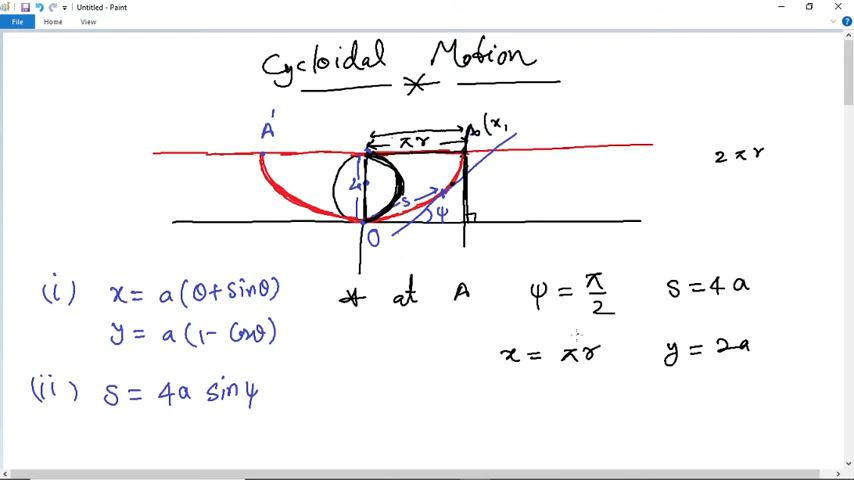 Untitled - Paint
File Home View
Cycloidal Motion
A'
A (x,
πr
2πr
s
ψ
O
(i) x = a(θ+sinθ)
y = a(1-cosθ)
* at A ψ = π/2 s = 4a
x = πr y = 2a
(ii) s = 4a sinψ